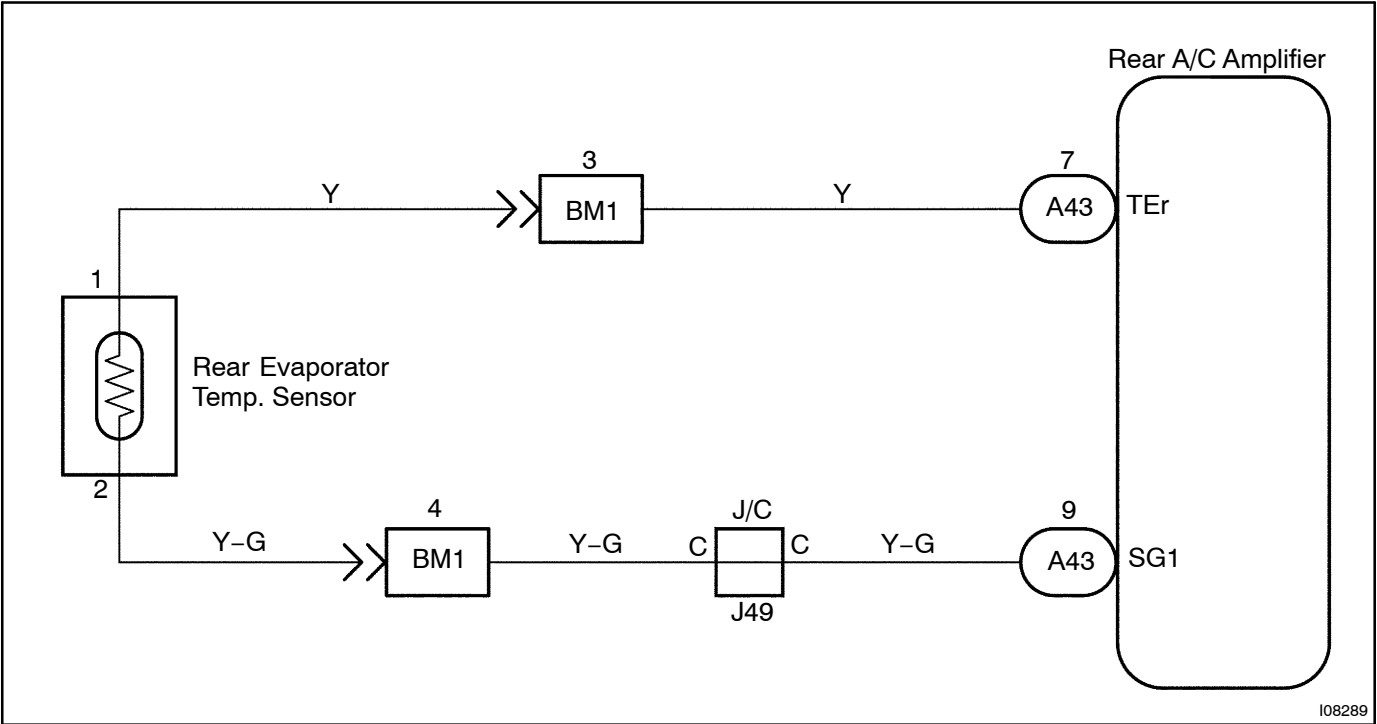 Rear A/C Amplifier
3
7
Y
BM1
Y
A43
TEr
1
Rear Evaporator
Temp. Sensor
2
4
J/C
9
Y–G
BM1
Y–G
C
C
Y–G
A43
SG1
J49
I08289